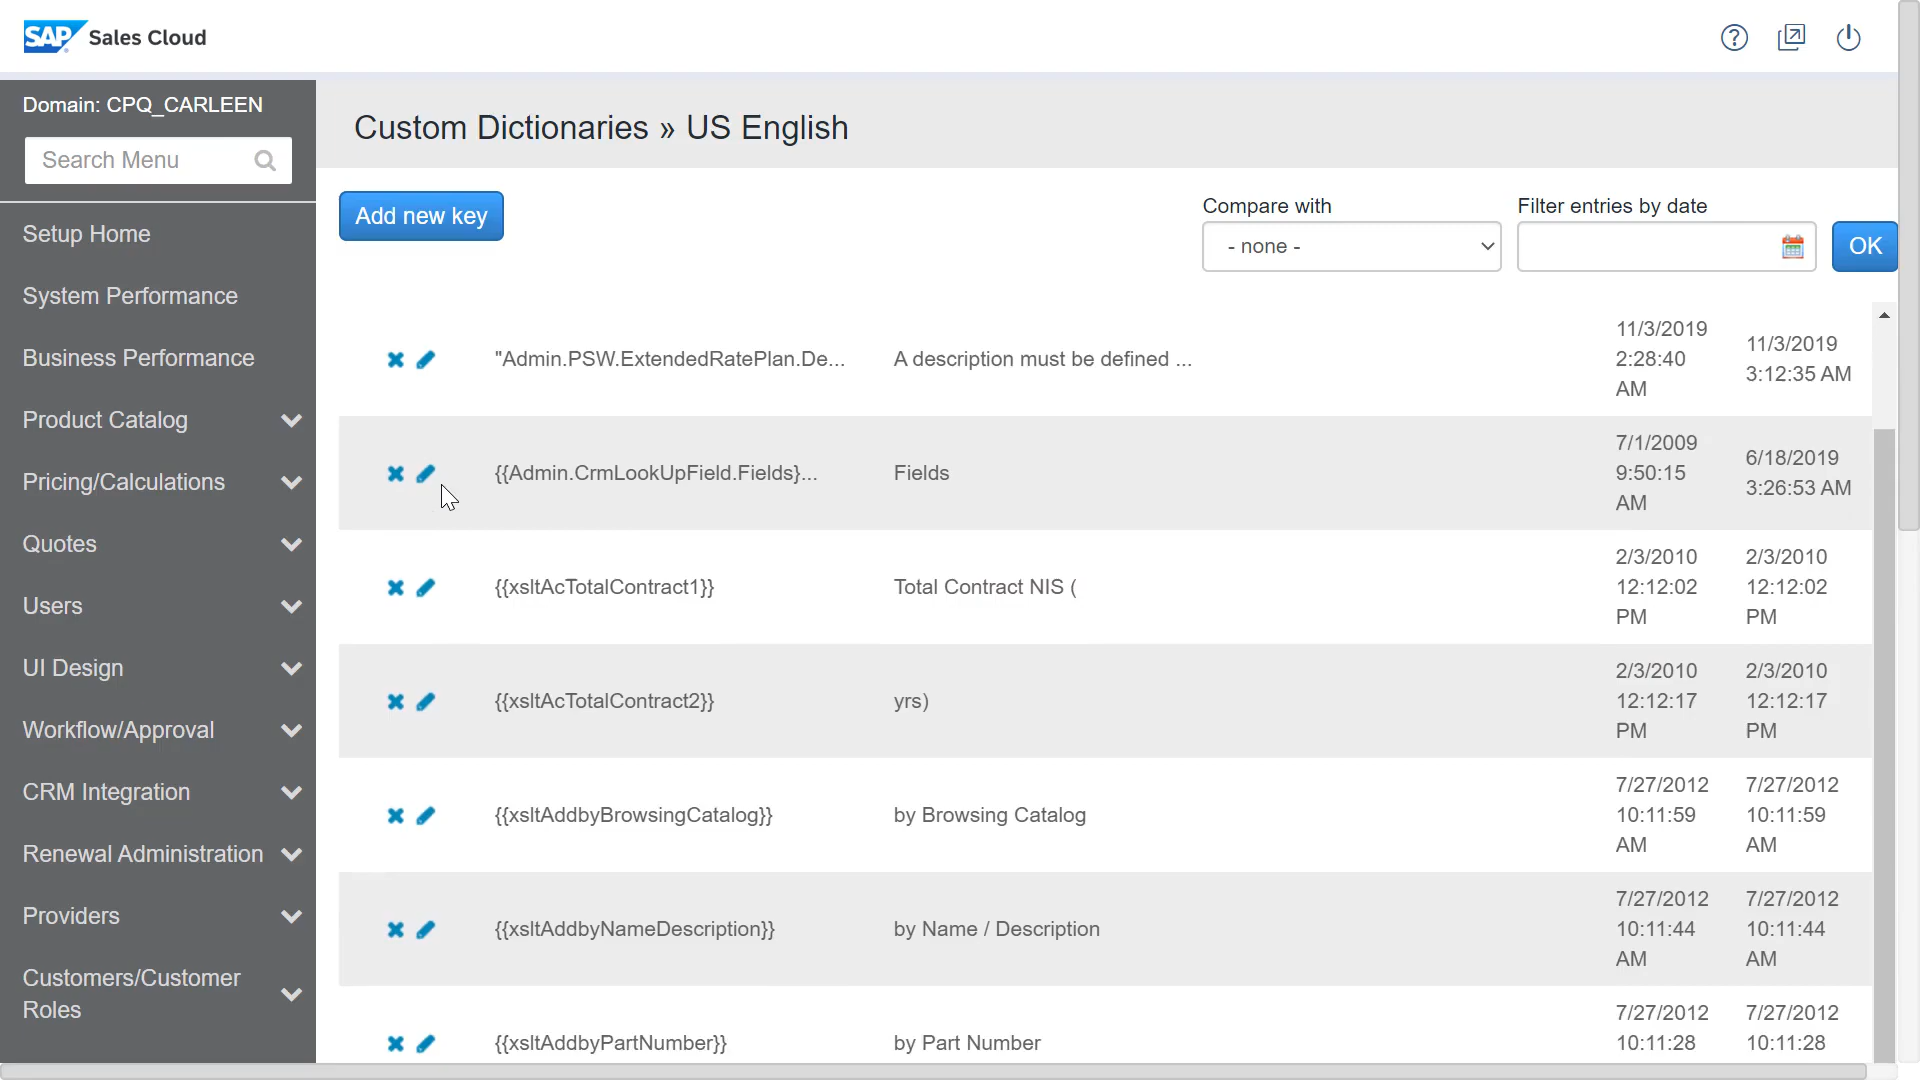 SAP Sales Cloud
Domain: CPQ_CARLEEN
Search Menu
Setup Home
System Performance
Business Performance
Product Catalog
Pricing/Calculations
Quotes
Users
UI Design
Workflow/Approval
CRM Integration
Renewal Administration
Providers
Customers/Customer
Roles
Custom Dictionaries » US English
Add new key
Compare with
- none -
Filter entries by date
OK
"Admin.PSW.ExtendedRatePlan.De...
A description must be defined ...
11/3/2019
2:28:40
AM
11/3/2019
3:12:35 AM
{{Admin.CrmLookUpField.Fields}...
Fields
7/1/2009
9:50:15
AM
6/18/2019
3:26:53 AM
{{xsltAcTotalContract1}}
Total Contract NIS (
2/3/2010
12:12:02
PM
2/3/2010
12:12:02
PM
{{xsltAcTotalContract2}}
yrs)
2/3/2010
12:12:17
PM
2/3/2010
12:12:17
PM
{{xsltAddbyBrowsingCatalog}}
by Browsing Catalog
7/27/2012
10:11:59
AM
7/27/2012
10:11:59
AM
{{xsltAddbyNameDescription}}
by Name / Description
7/27/2012
10:11:44
AM
7/27/2012
10:11:44
AM
{{xsltAddbyPartNumber}}
by Part Number
7/27/2012
10:11:28
7/27/2012
10:11:28